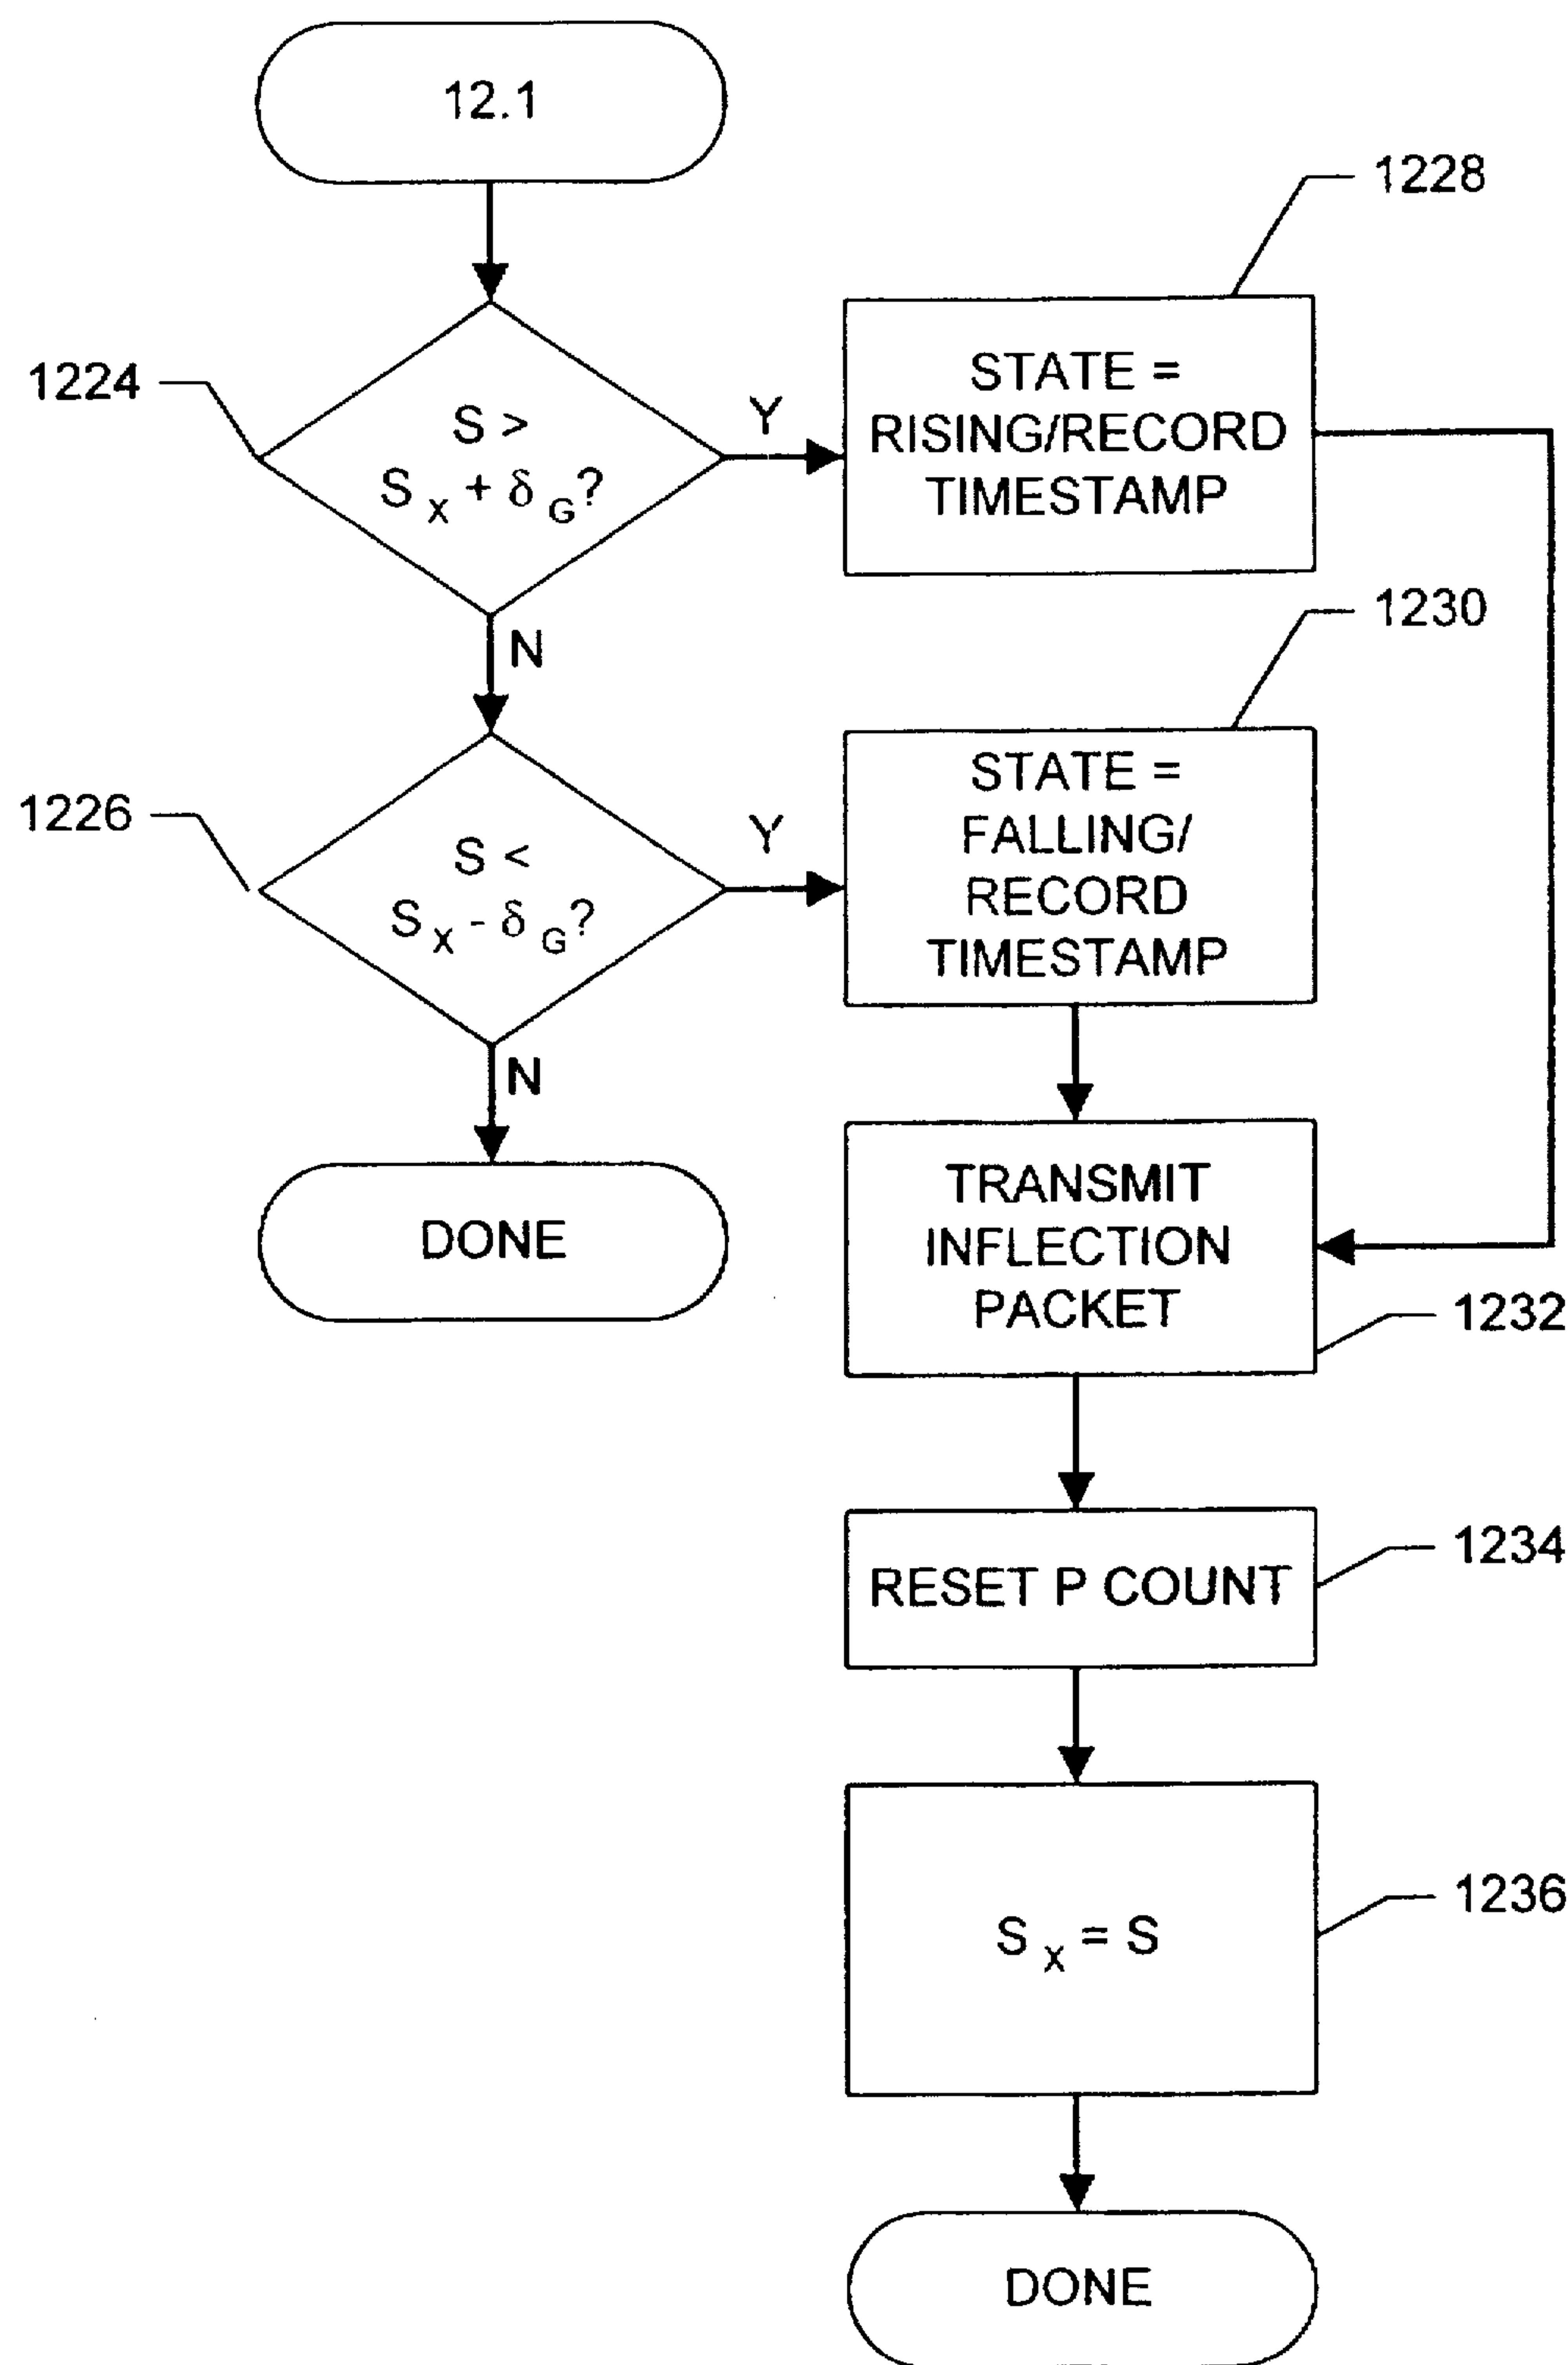 12.1
1228
1224
S >
S X + δ G?
Y
STATE =
RISING/RECORD
TIMESTAMP
N
1230
1226
S <
S X - δ G?
Y
STATE =
FALLING/
RECORD
TIMESTAMP
N
DONE
TRANSMIT
INFLECTION
PACKET
1232
RESET P COUNT
1234
S X = S
1236
DONE